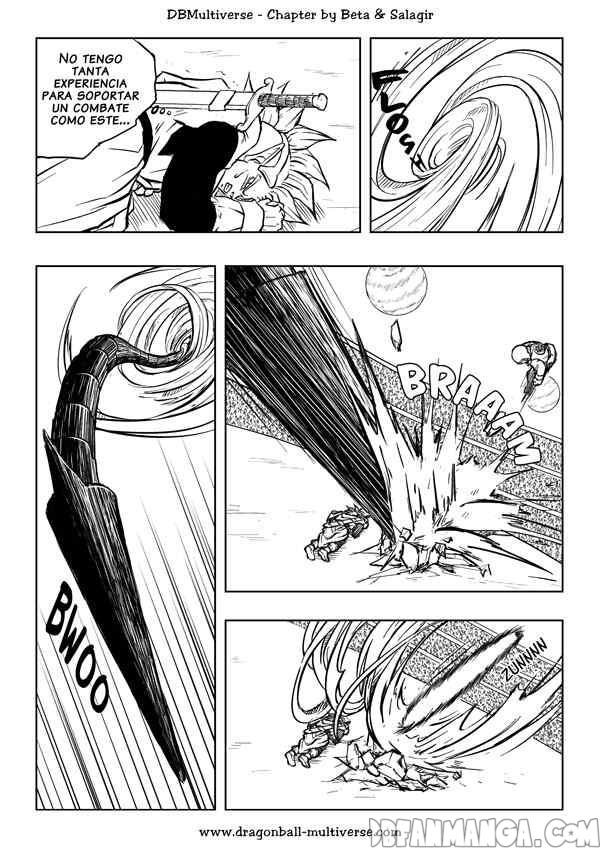 DBMultiverse - Chapter by Beta & Salagir
No tengo
tanta
experiencia
para soportar
un combate
como este...
BRAAAAM
BWOO
ZUNNNN
www.dragonball-multiverse.com
DBFANMANGA.COM